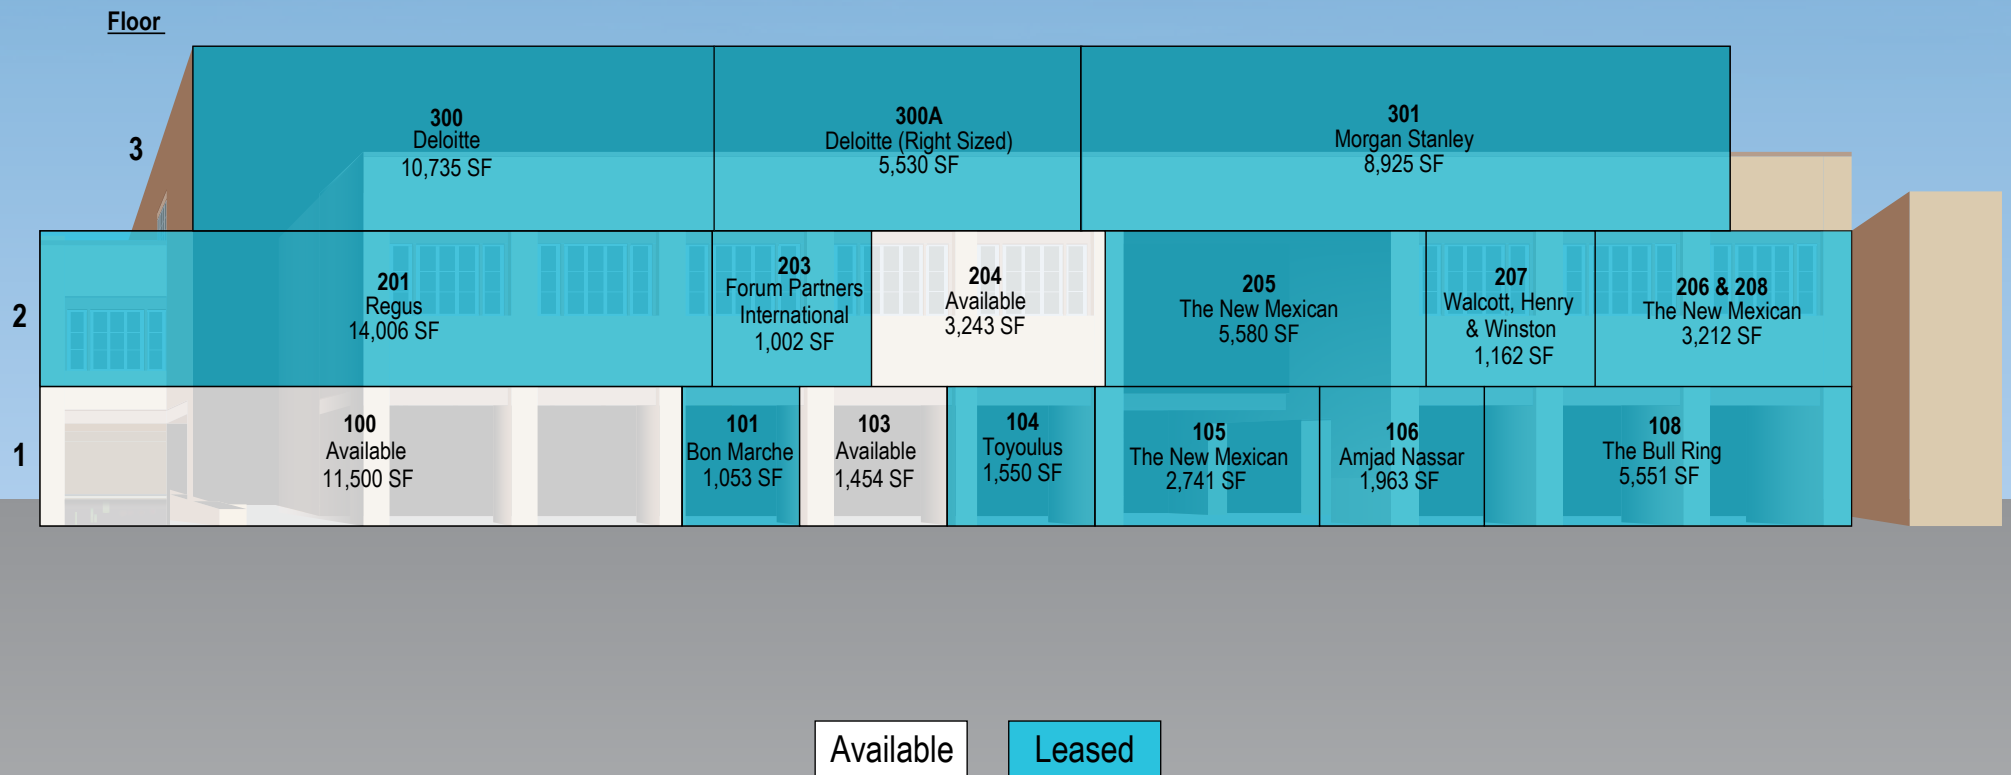 Floor
3
300
Deloitte
10,735 SF
300A
Deloitte (Right Sized)
5,530 SF
301
Morgan Stanley
8,925 SF
2
201
Regus
14,006 SF
203
Forum Partners
International
1,002 SF
204
Available
3,243 SF
205
The New Mexican
5,580 SF
207
Walcott, Henry
& Winston
1,162 SF
206 & 208
The New Mexican
3,212 SF
1
100
Available
11,500 SF
101
Bon Marche
1,053 SF
103
Available
1,454 SF
104
Toyoulus
1,550 SF
105
The New Mexican
2,741 SF
106
Amjad Nassar
1,963 SF
108
The Bull Ring
5,551 SF
Available
Leased